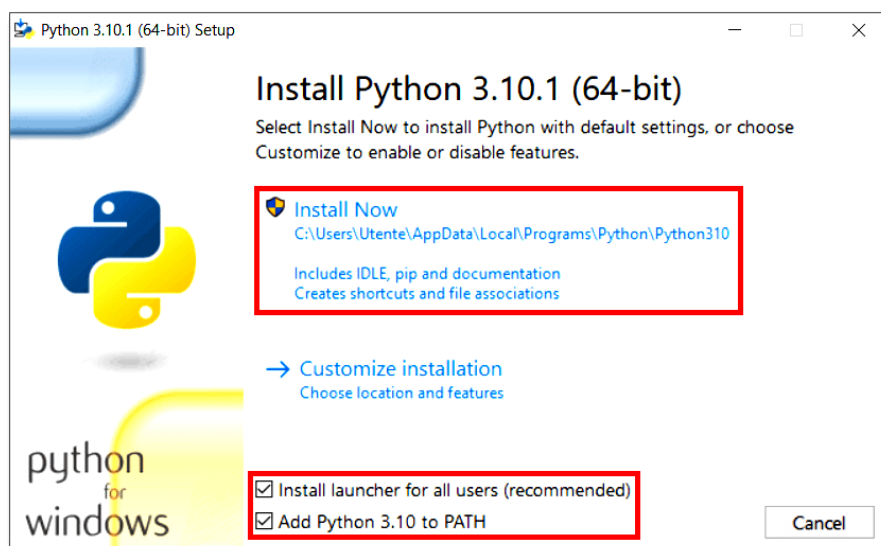 Python 3.10.1 (64-bit) Setup
Install Python 3.10.1 (64-bit)
Select Install Now to install Python with default settings, or choose
Customize to enable or disable features.
Install Now
C:\Users\Utente\AppData\Local\Programs\Python\Python310
Includes IDLE, pip and documentation
Creates shortcuts and file associations
Customize installation
Choose location and features
python
for
windows
Install launcher for all users (recommended)
Add Python 3.10 to PATH
Cancel